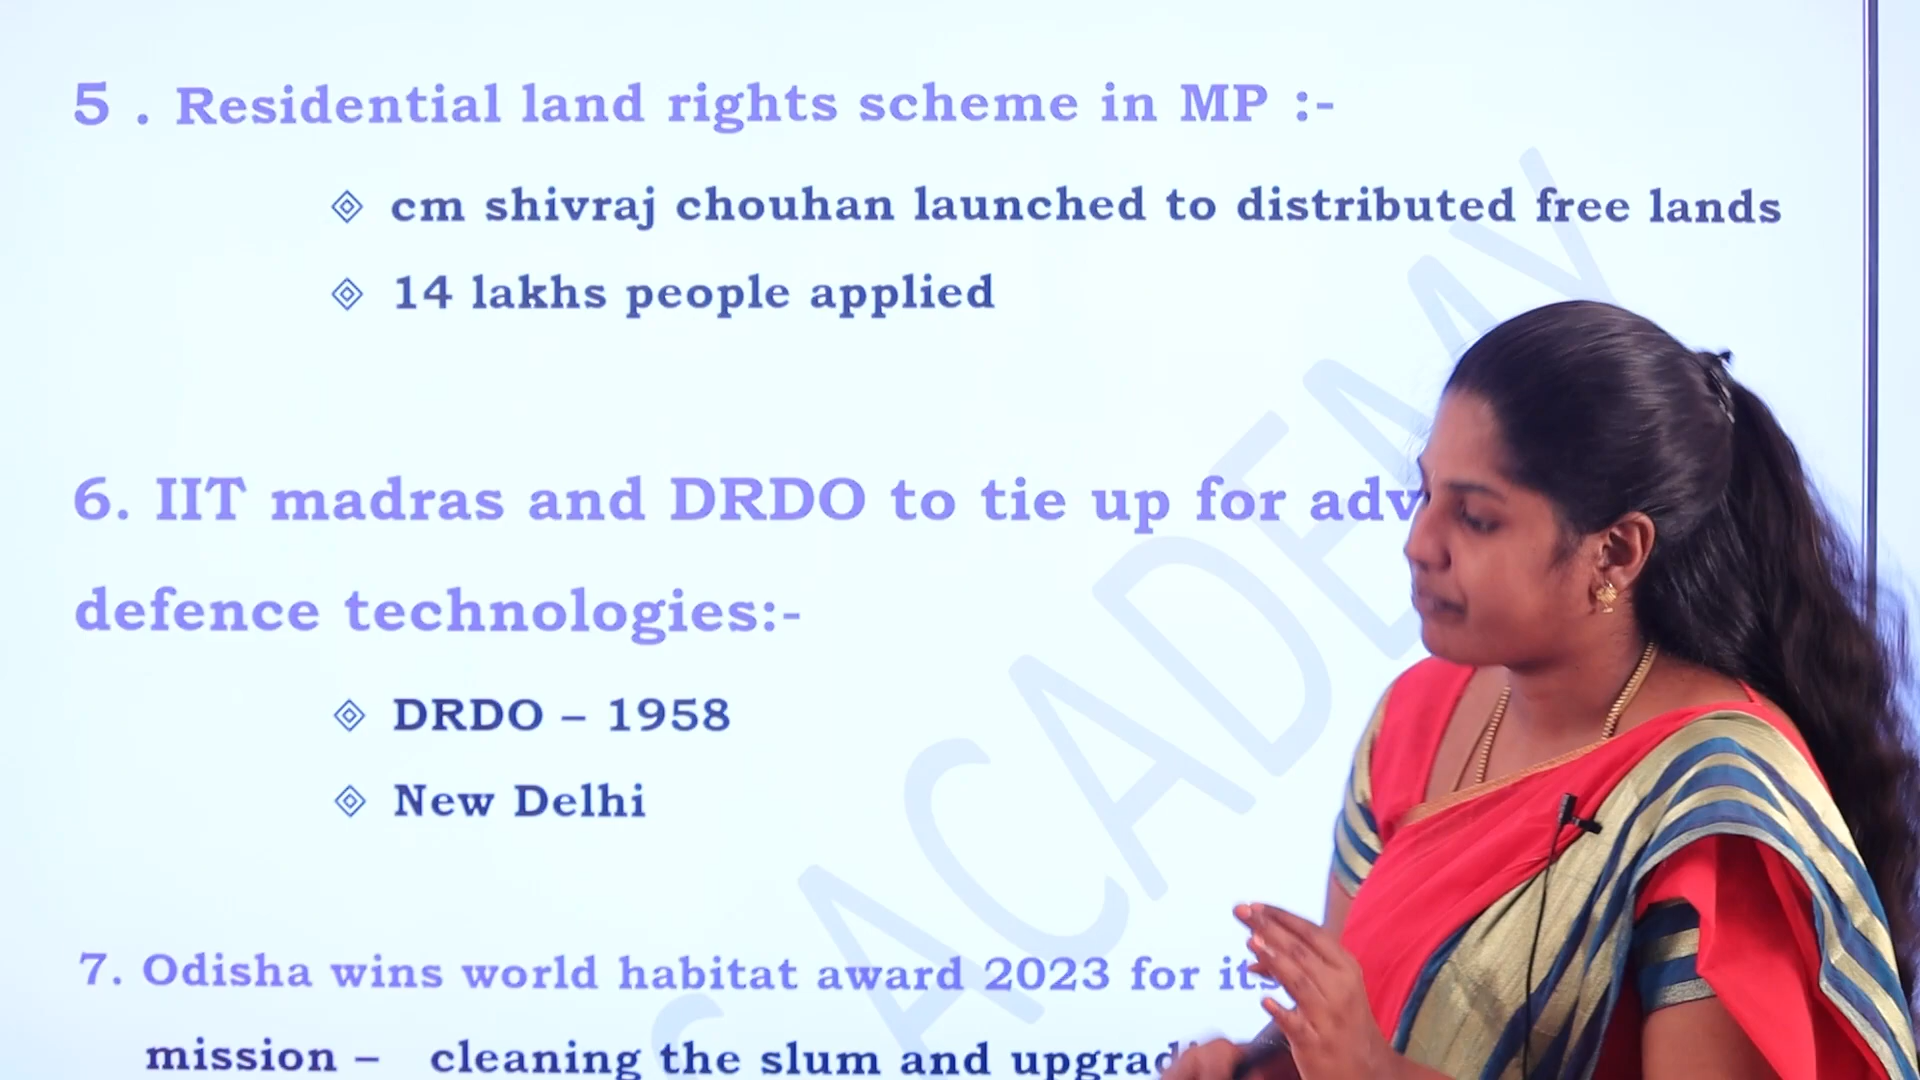 5 . Residential land rights scheme in MP :-
cm shivraj chouhan launched to distributed free lands
14 lakhs people applied
6. IIT madras and DRDO to tie up for
defence technologies:-
DRDO – 1958
New Delhi
7. Odisha wins world habitat award 2023 for its
mission – cleaning the slum and
ACADEMY